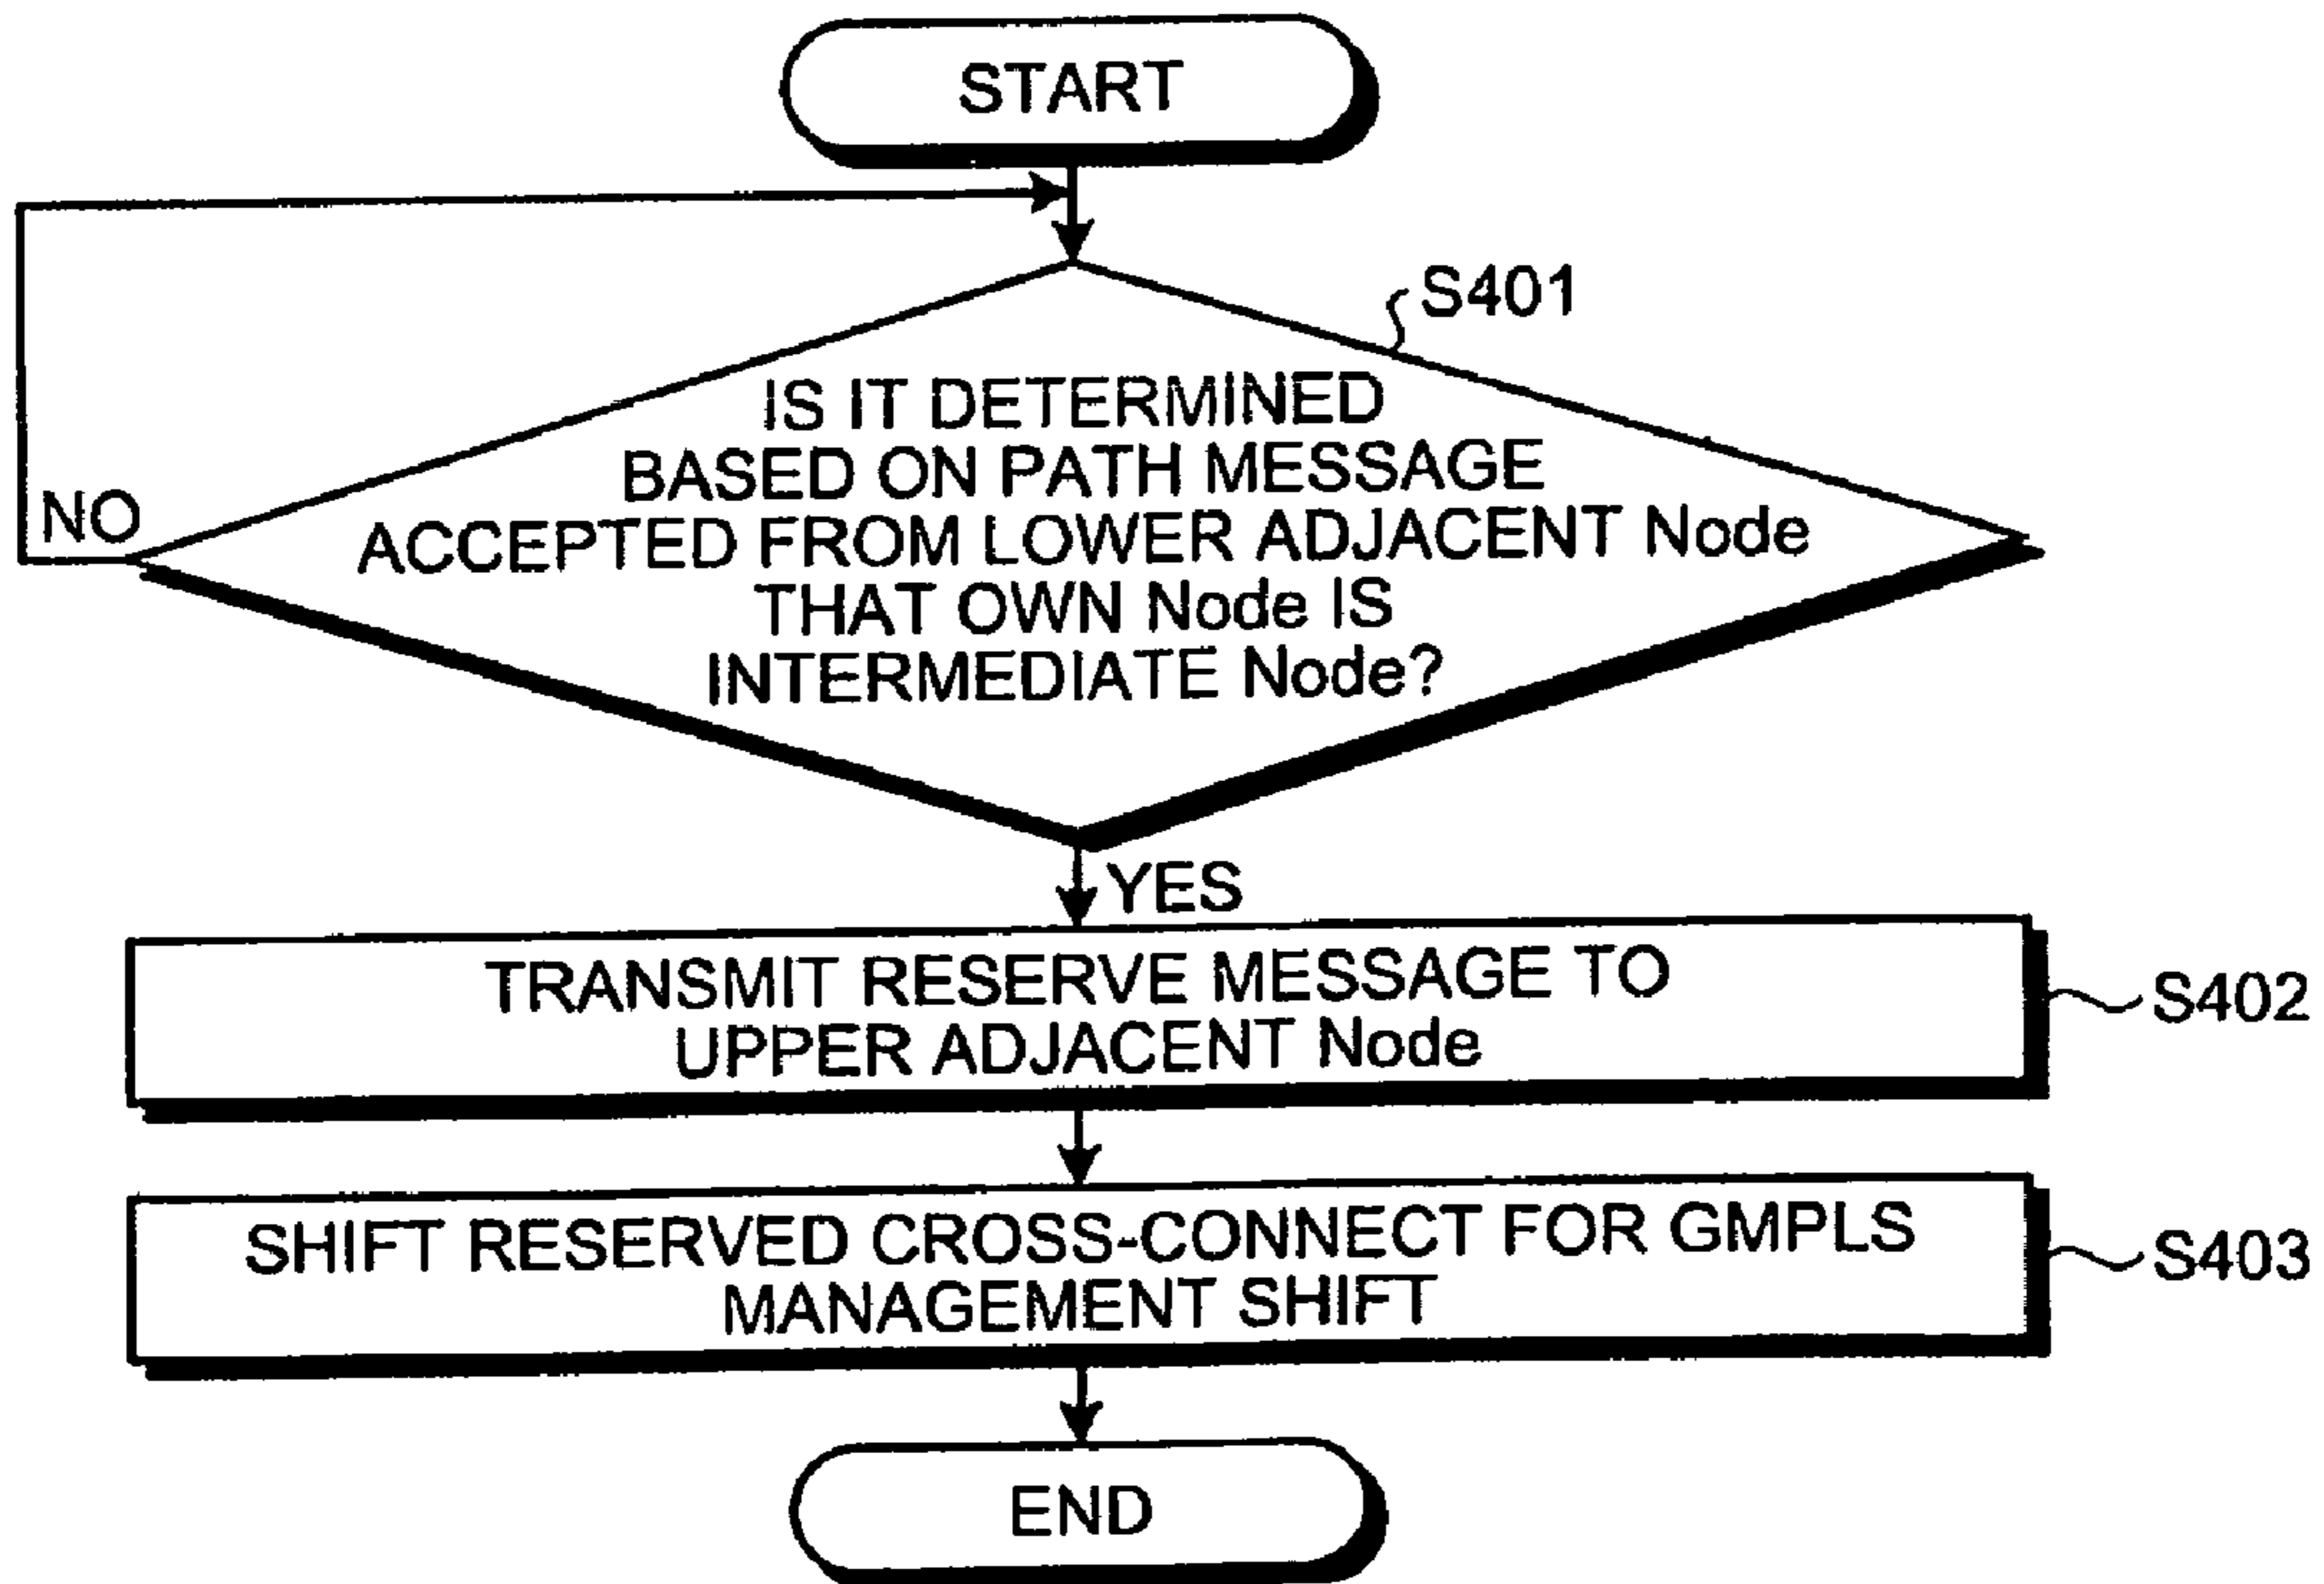 START
S401
IS IT DETERMINED
BASED ON PATH MESSAGE
ACCEPTED FROM LOWER ADJACENT Node
THAT OWN Node IS
INTERMEDIATE Node?
NO
YES
TRANSMIT RESERVE MESSAGE TO
UPPER ADJACENT Node
S402
SHIFT RESERVED CROSS-CONNECT FOR GMPLS
MANAGEMENT SHIFT
S403
END